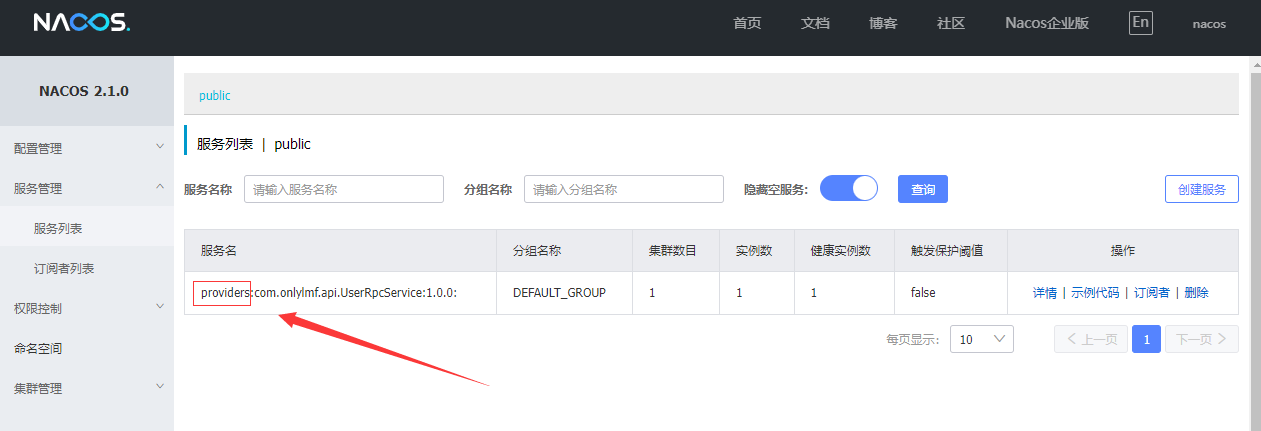 NACOS. 首页 文档 博客 社区 Nacos企业版 En nacos
NACOS 2.1.0
配置管理
服务管理
服务列表
订阅者列表
权限控制
命名空间
集群管理
public
服务列表 | public
服务名称 请输入服务名称 分组名称 请输入分组名称 隐藏空服务: 查询 创建服务
服务名 分组名称 集群数目 实例数 健康实例数 触发保护阈值 操作
providers:com.onlylmf.api.UserRpcService:1.0.0: DEFAULT_GROUP 1 1 1 false 详情 | 示例代码 | 订阅者 | 删除
每页显示: 10 上一页 1 下一页